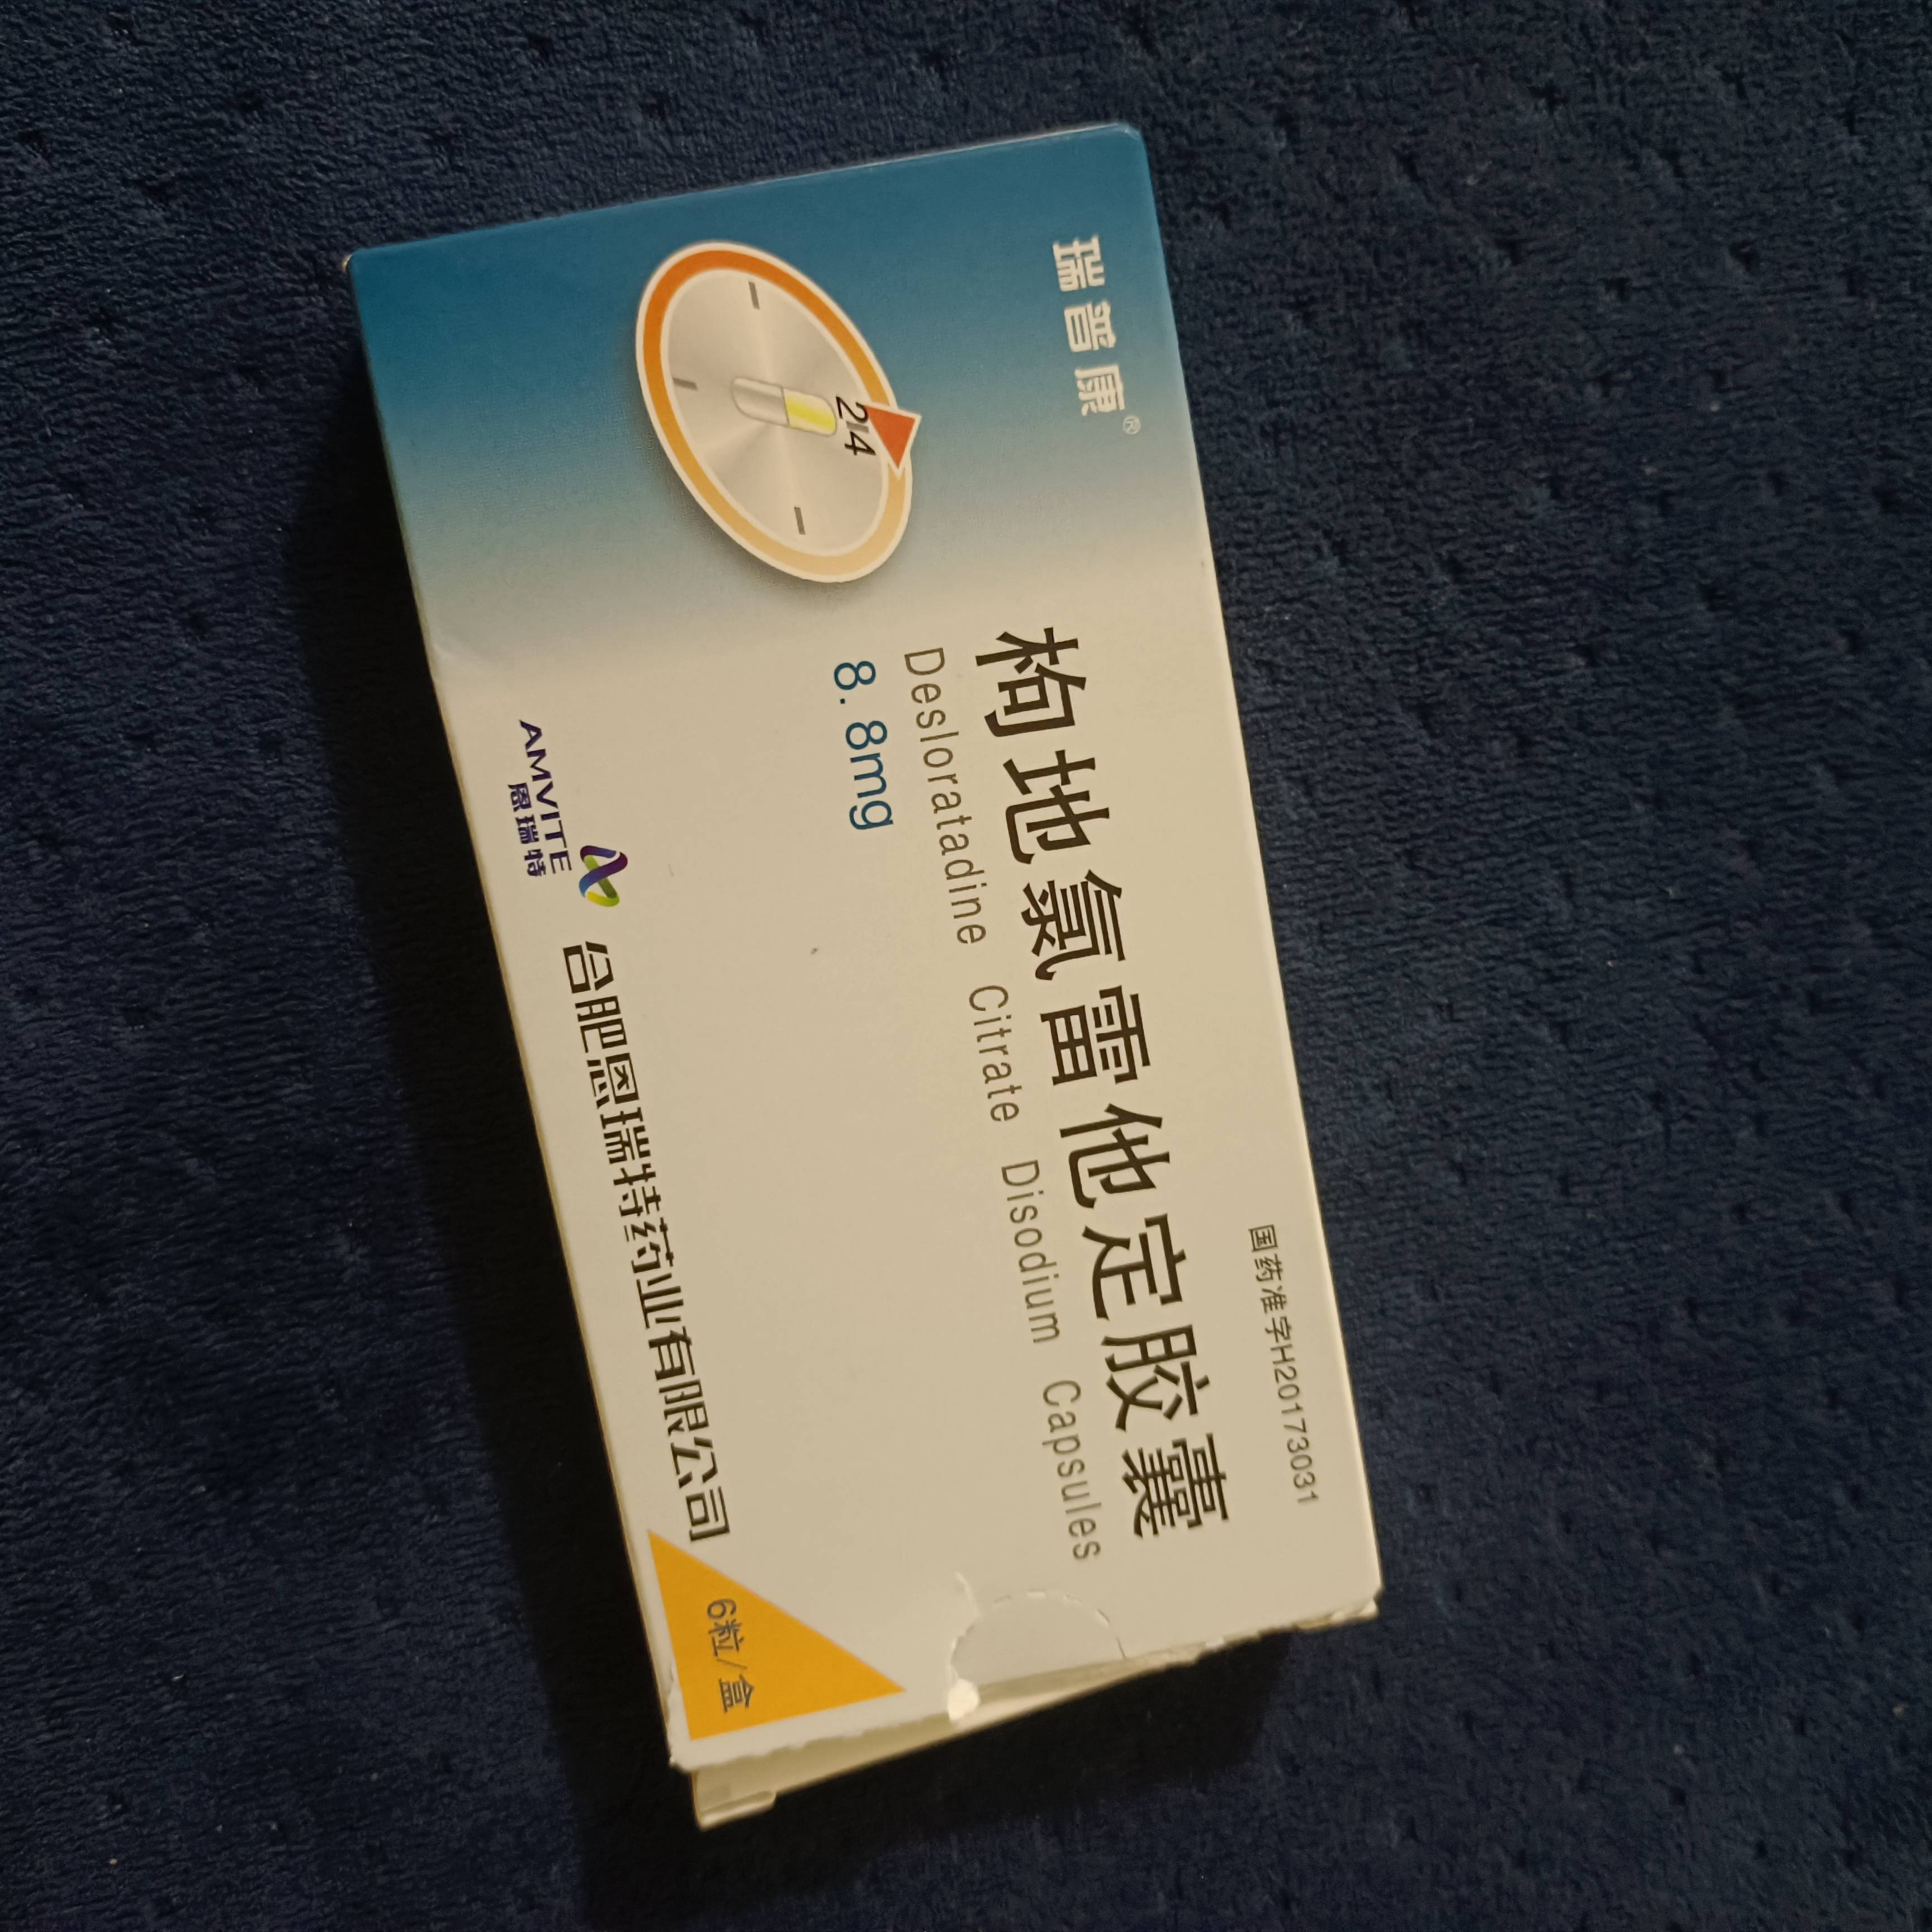 瑞普康®
国药准字H20173031
枸地氯雷他定胶囊
Desloratadine Citrate Disodium Capsules
8.8mg
24
AMVITE
恩瑞特
合肥恩瑞特药业有限公司
6粒/盒